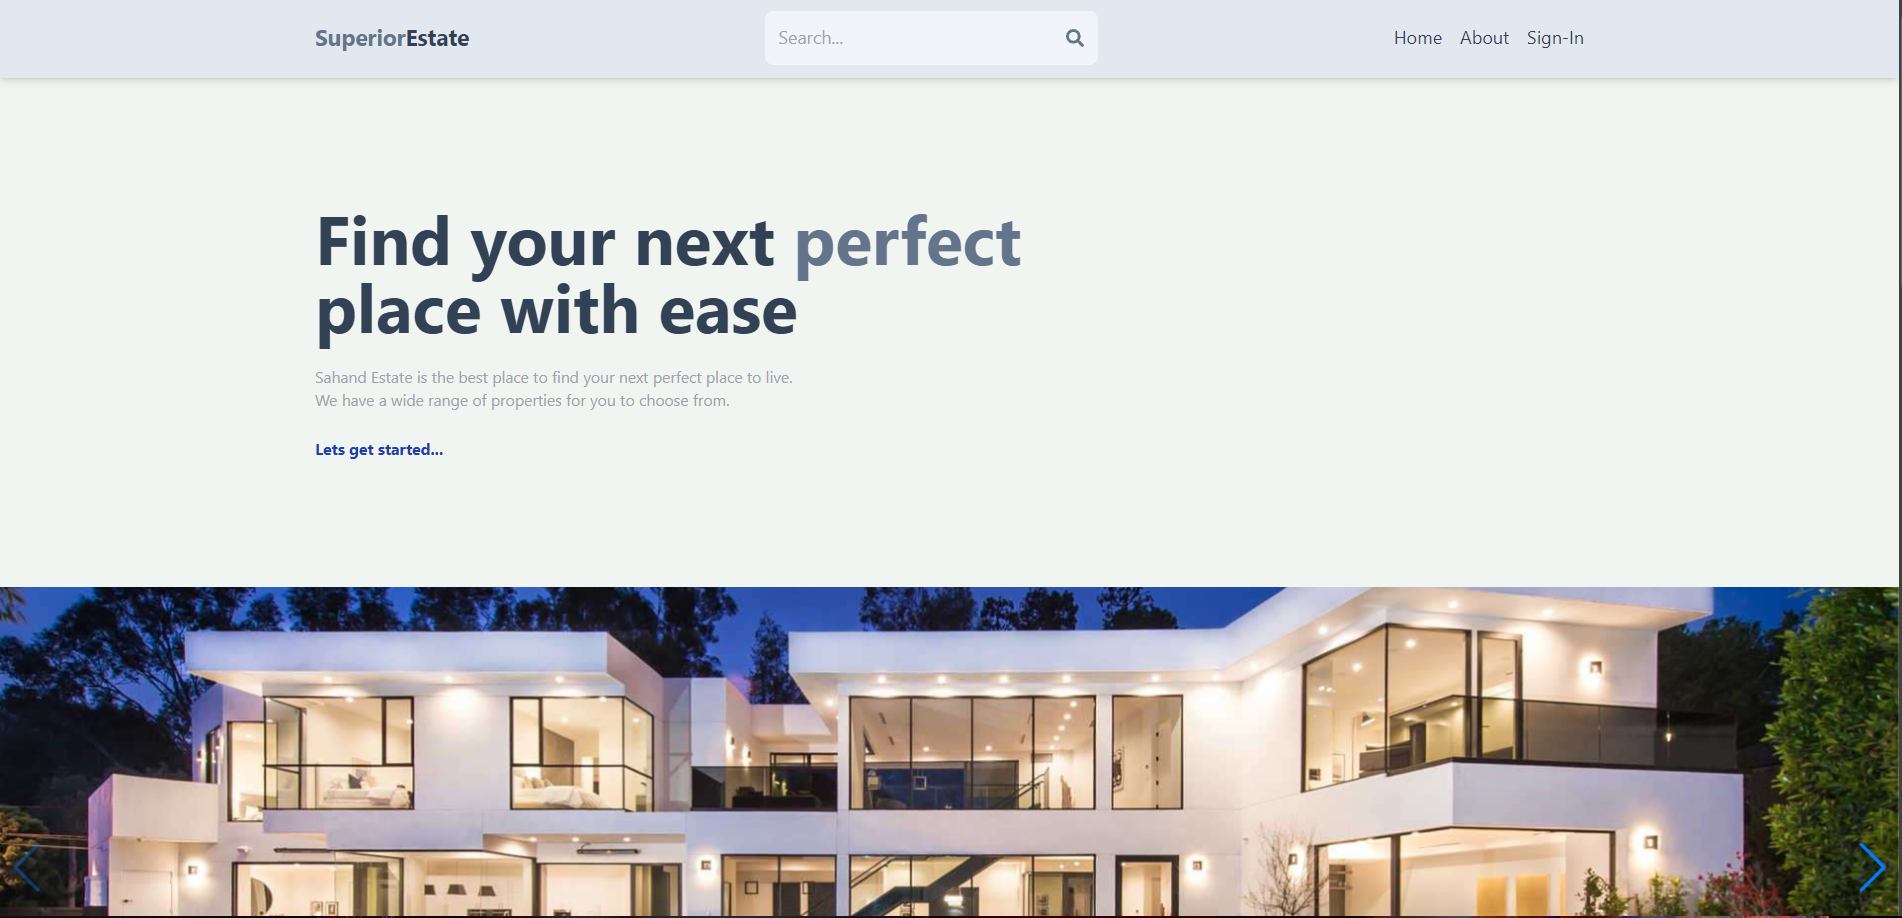 SuperiorEstate
Search...
Home About Sign-In
Find your next perfect
place with ease
Sahand Estate is the best place to find your next perfect place to live.
We have a wide range of properties for you to choose from.
Lets get started...